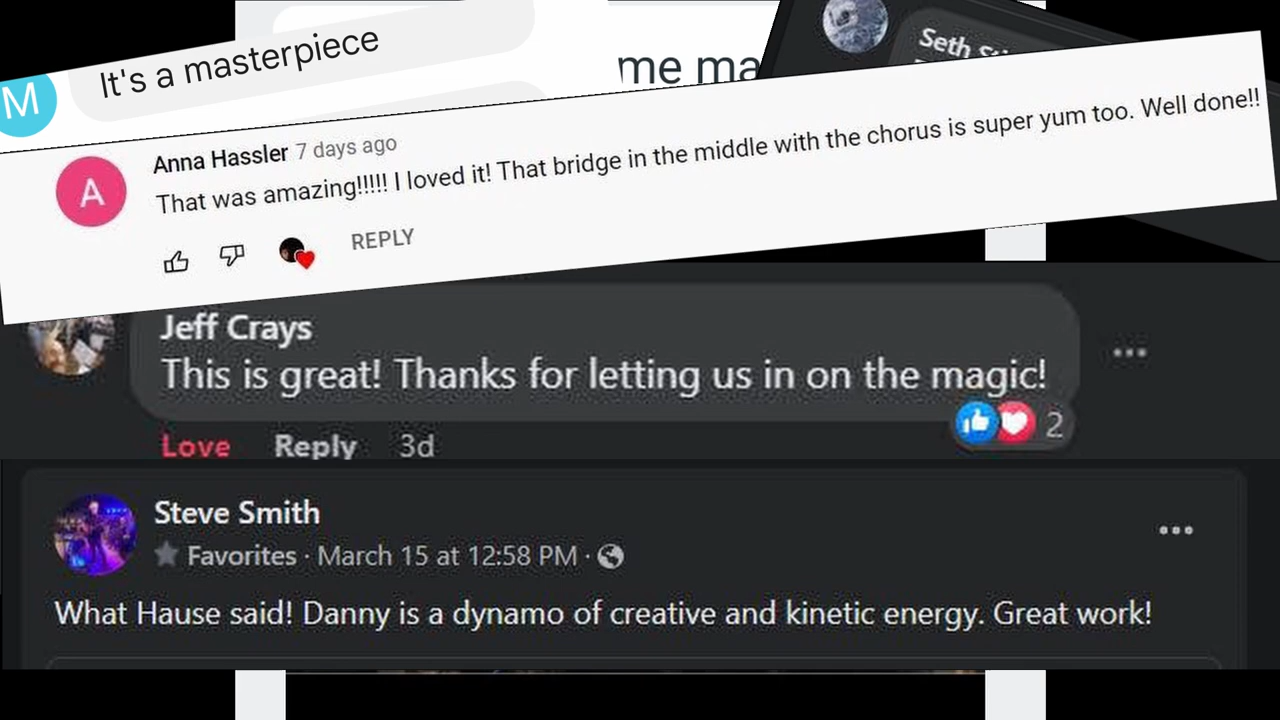 It's a masterpiece
M
me ma
Seth
Anna Hassler 7 days ago
A
That was amazing!!!!! I loved it! That bridge in the middle with the chorus is super yum too. Well done!!
REPLY
Jeff Crays
This is great! Thanks for letting us in on the magic!
2
Love Reply 3d
Steve Smith
Favorites · March 15 at 12:58 PM ·
What Hause said! Danny is a dynamo of creative and kinetic energy. Great work!